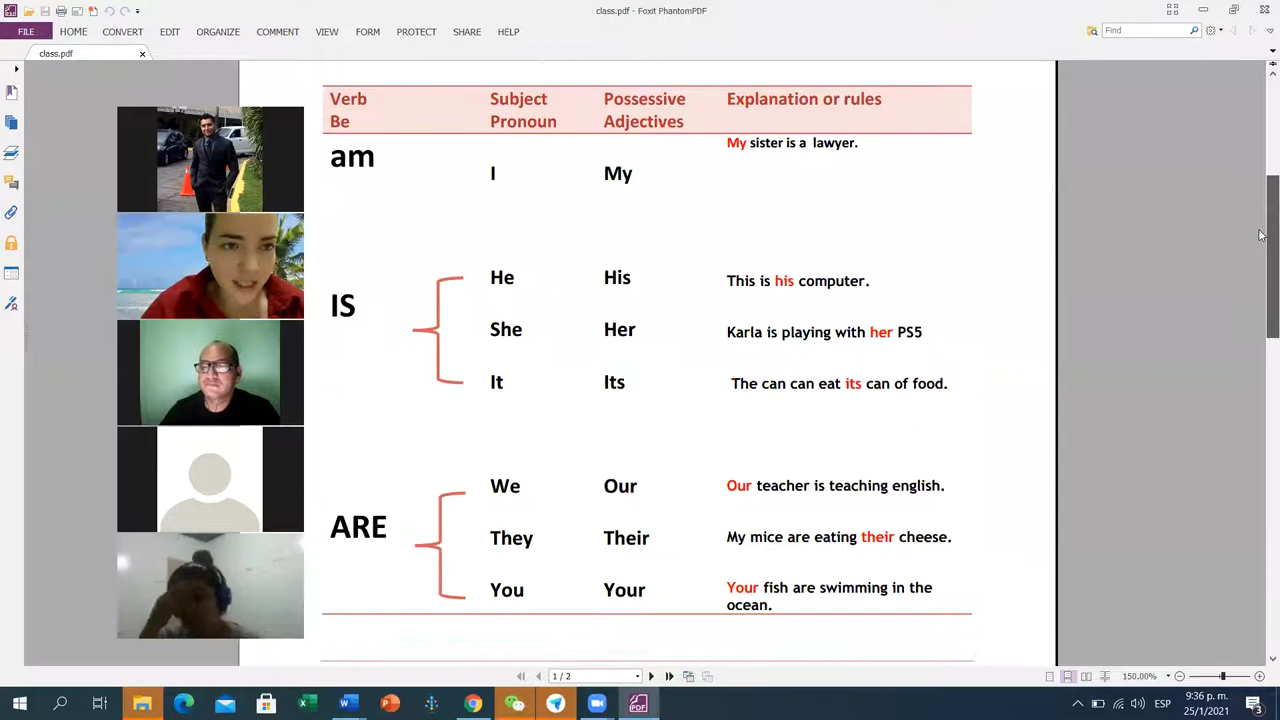 class.pdf - Foxit PhantomPDF
FILE HOME CONVERT EDIT ORGANIZE COMMENT VIEW FORM PROTECT SHARE HELP
Find
class.pdf
Verb Subject Possessive Explanation or rules
Be Pronoun Adjectives
am I My My sister is a lawyer.
He His This is his computer.
IS She Her Karla is playing with her PS5
It Its The can can eat its can of food.
We Our Our teacher is teaching english.
ARE They Their My mice are eating their cheese.
You Your Your fish are swimming in the
ocean.
1 / 2
150.00%
ESP
9:36 p. m.
25/1/2021
3